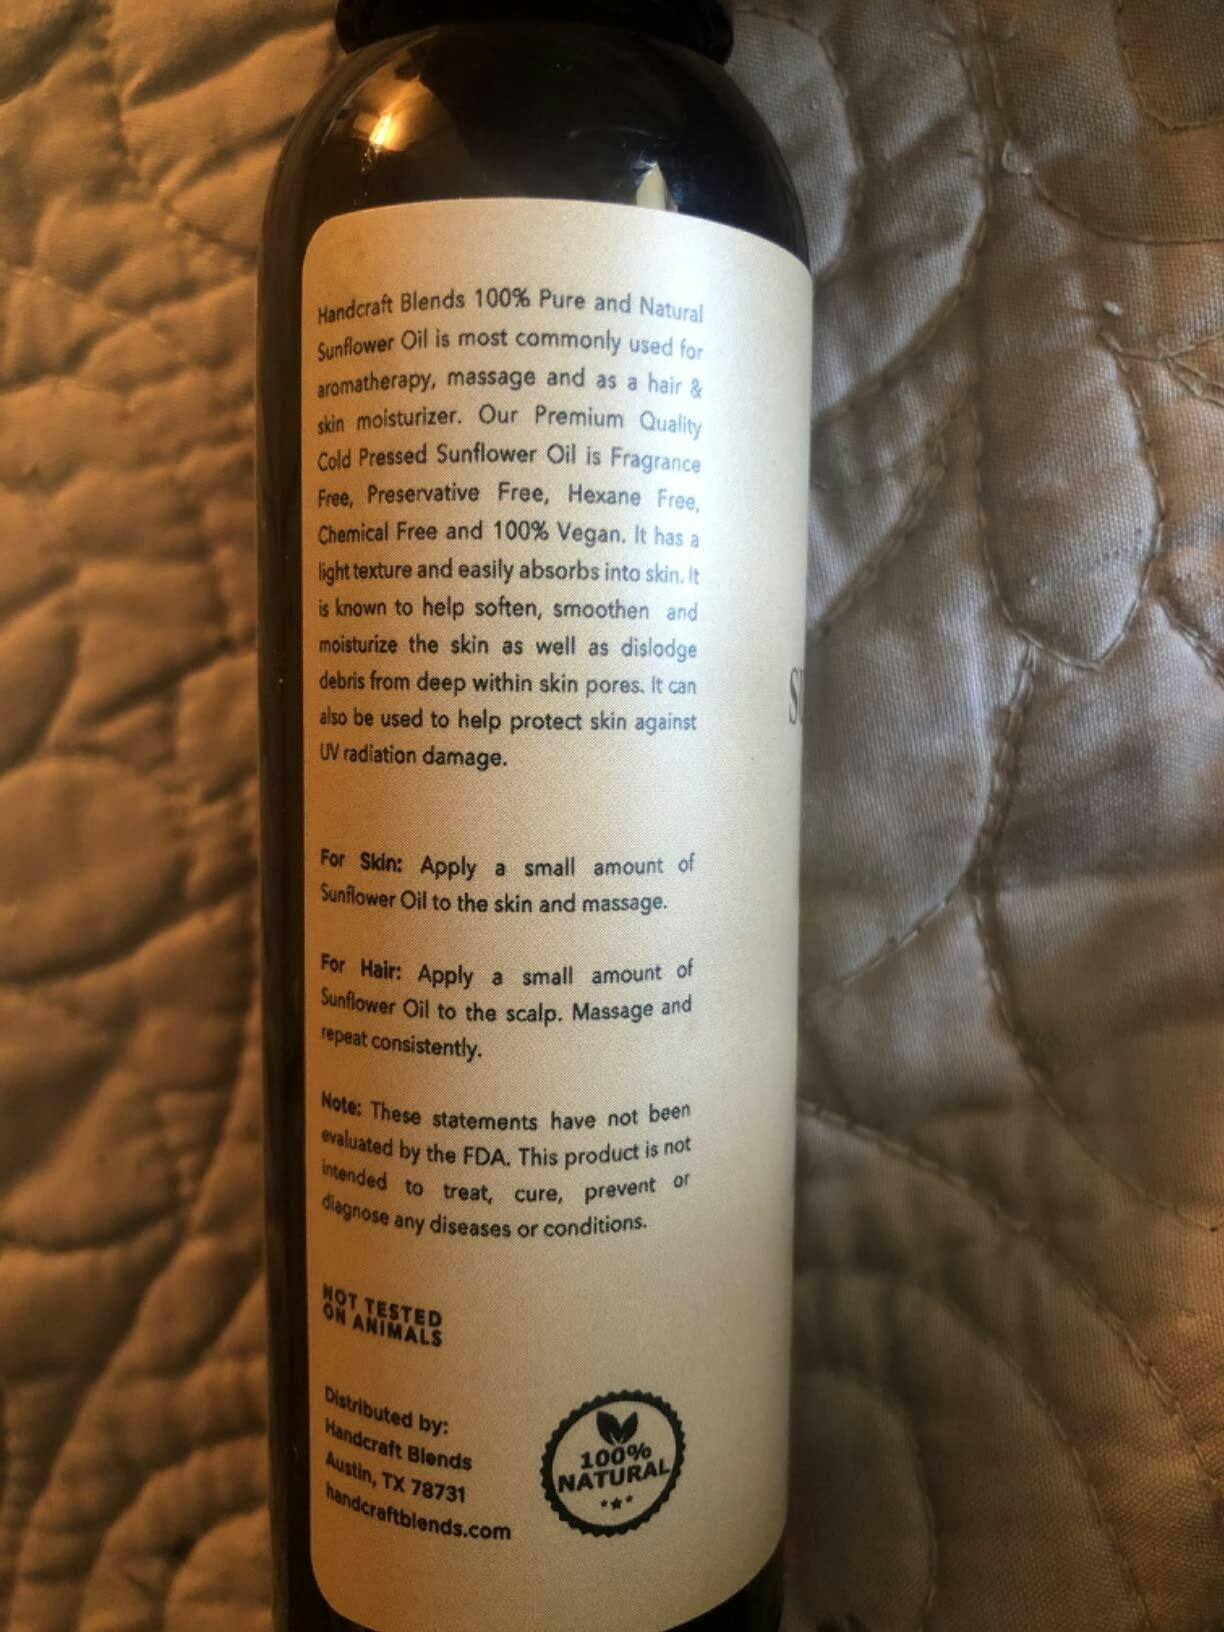 Handcraft Blends 100% Pure and Natural
Sunflower Oil is most commonly used for
aromatherapy, massage and as a hair &
skin moisturizer. Our Premium Quality
Cold Pressed Sunflower Oil is Fragrance
Free, Preservative Free, Hexane Free,
Chemical Free and 100% Vegan. It has a
light texture and easily absorbs into skin. It
is known to help soften, smoothen and
moisturize the skin as well as dislodge
debris from deep within skin pores. It can
also be used to help protect skin against
UV radiation damage.
For Skin: Apply a small amount of
Sunflower Oil to the skin and massage.
For Hair: Apply a small amount of
Sunflower Oil to the scalp. Massage and
repeat consistently.
Note: These statements have not been
evaluated by the FDA. This product is not
intended to treat, cure, prevent or
diagnose any diseases or conditions.
NOT TESTED
ON ANIMALS
Distributed by:
Handcraft Blends
Austin, TX 78731
handcraftblends.com
100%
NATURAL